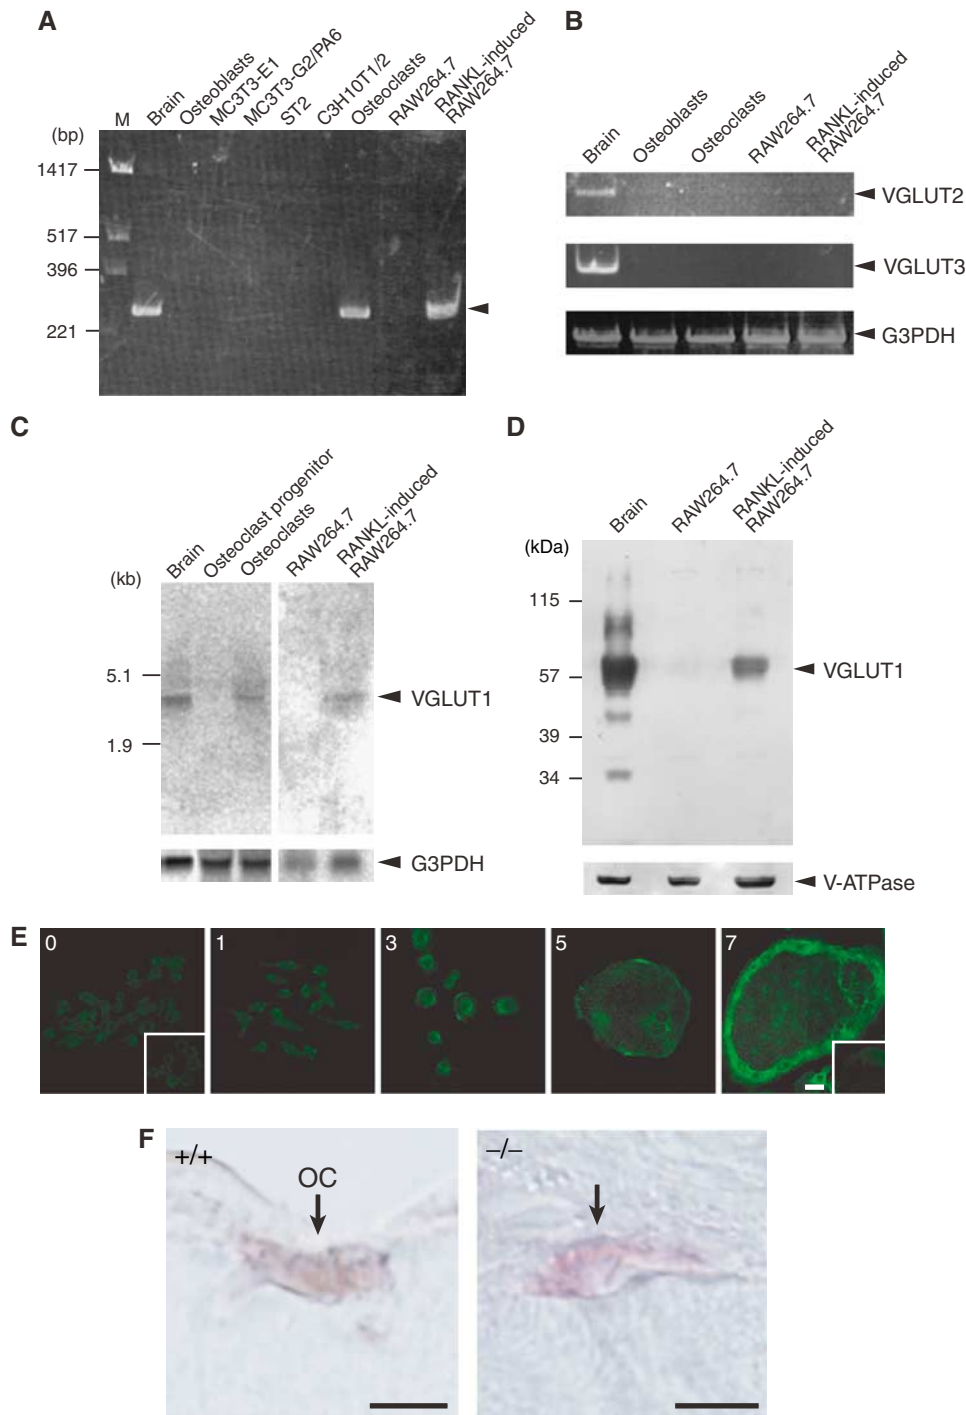 A
M
Brain
Osteoblasts
MC3T3-E1
MC3T3-G2/PA6
ST2
C3H10T1/2
Osteoclasts
RAW264.7
RANKL-induced
RAW264.7
(bp)
1417
517
396
221
B
Brain
Osteoblasts
Osteoclasts
RAW264.7
RANKL-induced
RAW264.7
VGLUT2
VGLUT3
G3PDH
C
Brain
Osteoclast progenitor
Osteoclasts
RAW264.7
RANKL-induced
RAW264.7
(kb)
5.1
1.9
VGLUT1
G3PDH
D
Brain
RAW264.7
RANKL-induced
RAW264.7
(kDa)
115
57
39
34
VGLUT1
V-ATPase
E
0
1
3
5
7
F
+/+
OC
–/–